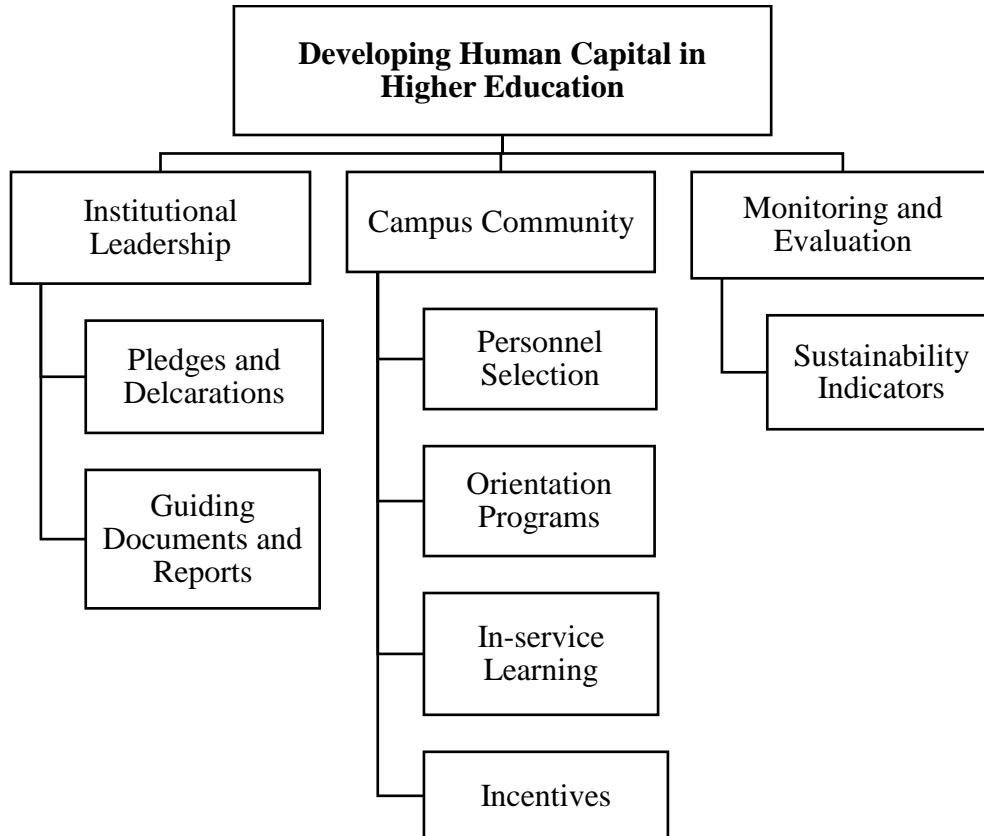 Developing Human Capital in
Higher Education
Institutional
Leadership
Pledges and
Delcarations
Guiding
Documents and
Reports
Campus Community
Personnel
Selection
Orientation
Programs
In-service
Learning
Incentives
Monitoring and
Evaluation
Sustainability
Indicators